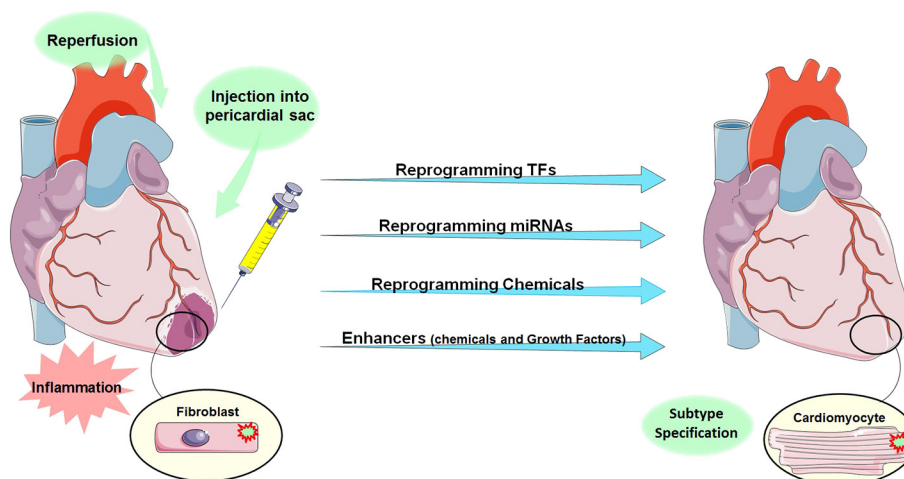 Reperfusion
Injection into
pericardial sac
Reprogramming TFs
Reprogramming miRNAs
Reprogramming Chemicals
Enhancers (chemicals and Growth Factors)
Inflammation
Fibroblast
Subtype
Specification
Cardiomyocyte